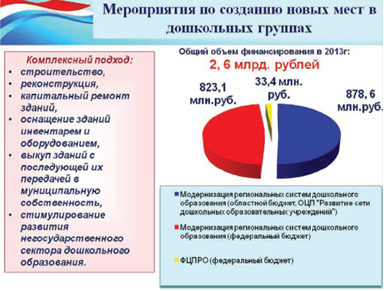 Мероприятия по созданию новых мест в
дошкольных группах
Комплексный подход:
• строительство,
• реконструкция,
• капитальный ремонт
зданий,
• оснащение зданий
инвентарем и
оборудованием,
• выкуп зданий с
последующей их
передачей в
муниципальную
собственность,
• стимулирование
развития
негосударственного
сектора дошкольного
образования.
Общий объем финансирования в 2013г:
2, 6 млрд. рублей
823,1
млн.руб.
33,4 млн.
руб.
878, 6
млн.руб.
Модернизация региональных систем дошкольного
образования (областной бюджет, ОЦП "Развитие сети
дошкольных образовательных учреждений")
Модернизация региональных систем дошкольного
образования (федеральный бюджет)
ФЦПРО (федеральный бюджет)